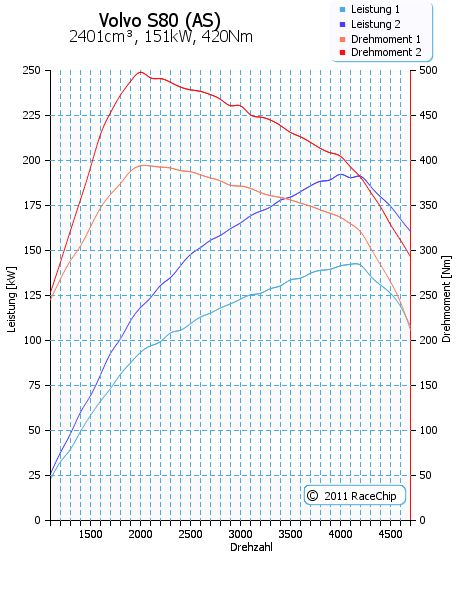 Volvo S80 (AS)
2401cm³, 151kW, 420Nm
Leistung 1
Leistung 2
Drehmoment 1
Drehmoment 2
250
225
200
175
150
125
100
75
50
25
0
Leistung [kW]
500
450
400
350
300
250
200
150
100
50
0
Drehmoment [Nm]
1500 2000 2500 3000 3500 4000 4500
Drehzahl
© 2011 RaceChip